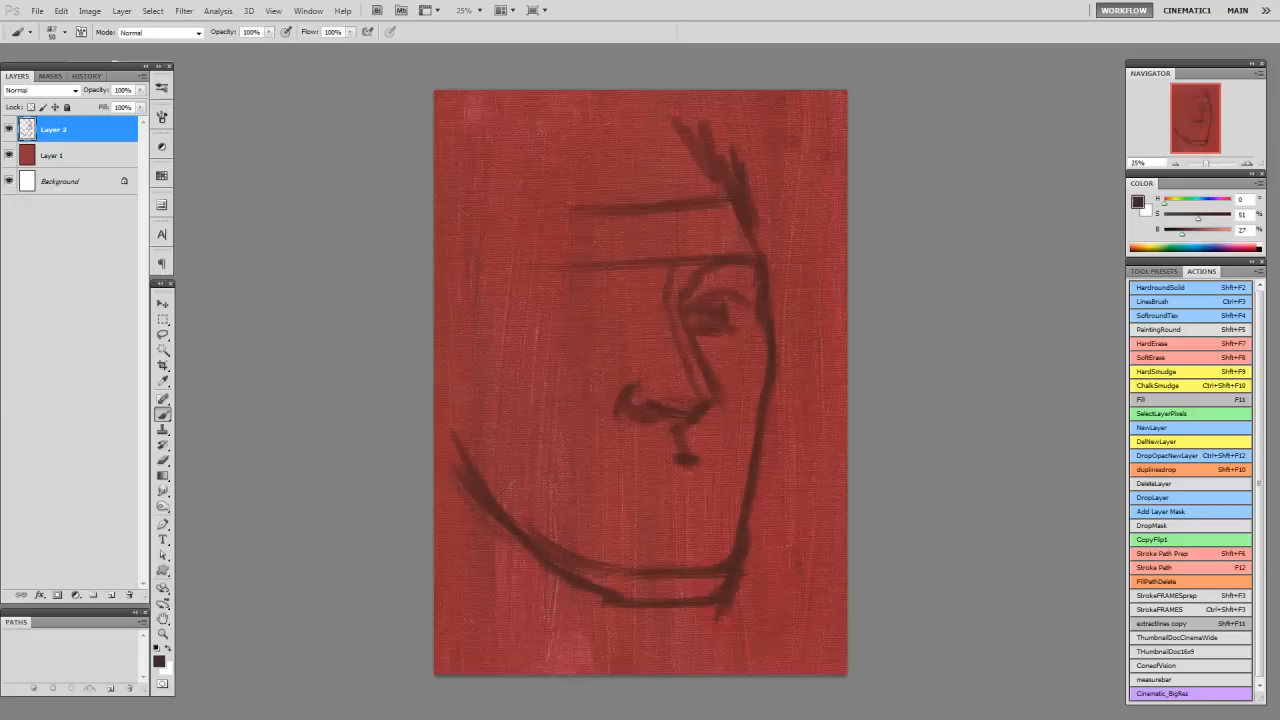 Ps File Edit Image Layer Select Filter Analysis 3D View Window Help Br Mb 25% WORKFLOW CINEMATIC1 MAIN
50 Mode: Normal Opacity: 100% Flow: 100%
LAYERS MASKS HISTORY
Normal Opacity: 100%
Lock: Fill: 100%
Layer 2
Layer 1
Background
PATHS
NAVIGATOR
25%
COLOR
H 0 °
S 51 %
B 27 %
TOOL PRESETS ACTIONS
HardroundSolid Shft+F2
LinesBrush Ctrl+F3
SoftroundTex Shft+F4
PaintingRound Shft+F5
HardErase Shft+F7
SoftErase Shft+F8
HardSmudge Shft+F9
ChalkSmudge Ctrl+Shft+F10
Fill F11
SelectLayerPixels
NewLayer
DelNewLayer
DropOpacNewLayer Ctrl+Shft+F12
duplinesdrop Shft+F10
DeleteLayer
DropLayer
Add Layer Mask
DropMask
CopyFlip1
Stroke Path Prep Shft+F6
Stroke Path F12
FillPathDelete
StrokeFRAMESprep Shft+F3
StrokeFRAMES Ctrl+Shft+F3
extractlines copy Shft+F11
ThumbnailDocCinemaWide
THumbnailDoc16x9
ConeofVision
measurebar
Cinematic_BigRez